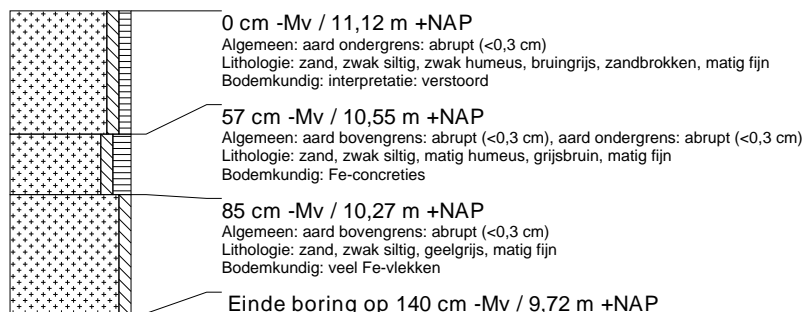 0 cm -Mv / 11,12 m +NAP
Algemeen: aard ondergrens: abrupt (<0,3 cm)
Lithologie: zand, zwak siltig, zwak humeus, bruingrijs, zandbrokken, matig fijn
Bodemkundig: interpretatie: verstoord
57 cm -Mv / 10,55 m +NAP
Algemeen: aard bovengrens: abrupt (<0,3 cm), aard ondergrens: abrupt (<0,3 cm)
Lithologie: zand, zwak siltig, matig humeus, grijsbruin, matig fijn
Bodemkundig: Fe-concreties
85 cm -Mv / 10,27 m +NAP
Algemeen: aard bovengrens: abrupt (<0,3 cm)
Lithologie: zand, zwak siltig, geelgrijs, matig fijn
Bodemkundig: veel Fe-vlekken
Einde boring op 140 cm -Mv / 9,72 m +NAP